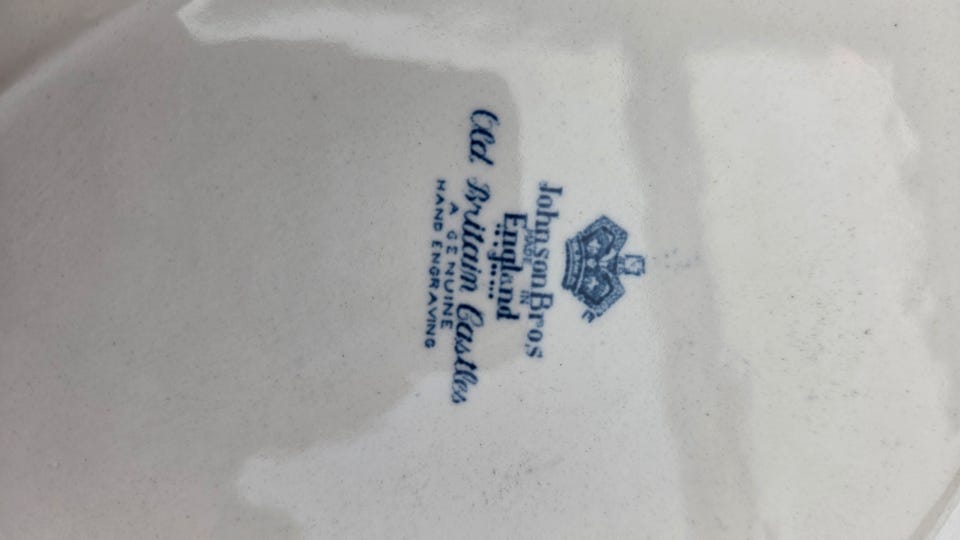 Johnson Bros
MADE IN
England
Old Britain Castles
A GENUINE
HAND ENGRAVING